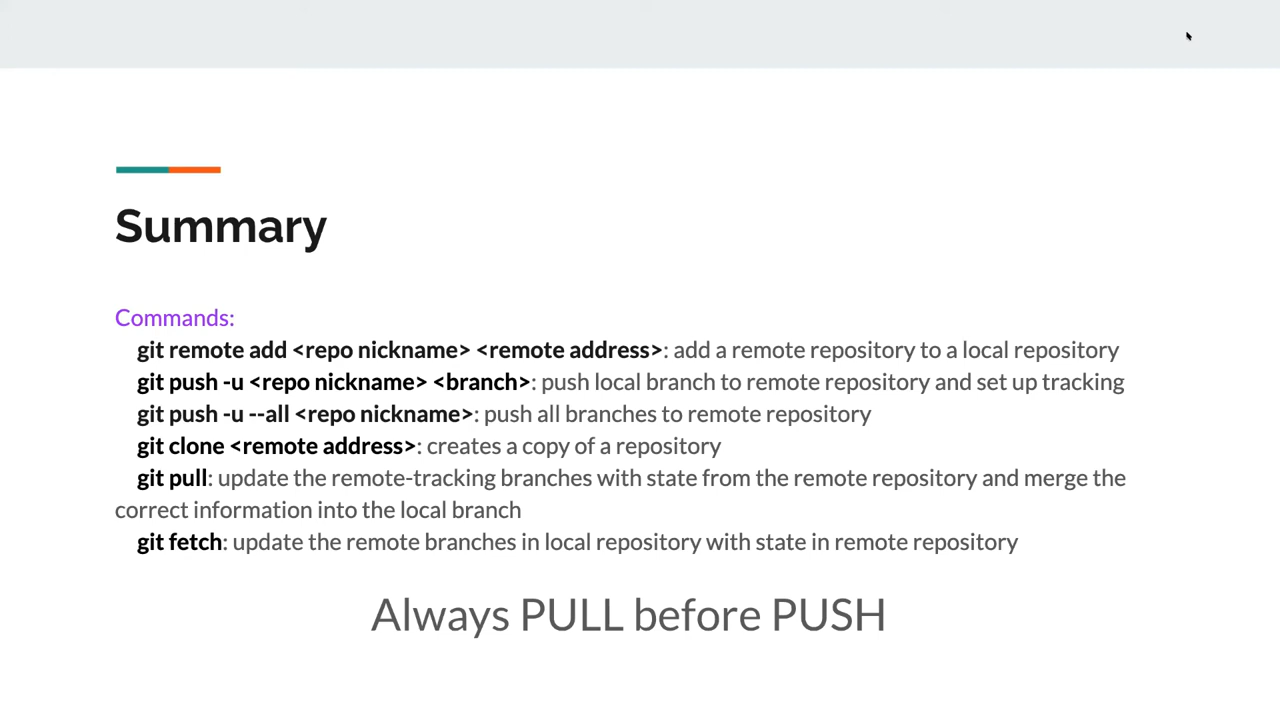 Summary
Commands:
git remote add <repo nickname> <remote address>: add a remote repository to a local repository
git push -u <repo nickname> <branch>: push local branch to remote repository and set up tracking
git push -u --all <repo nickname>: push all branches to remote repository
git clone <remote address>: creates a copy of a repository
git pull: update the remote-tracking branches with state from the remote repository and merge the
correct information into the local branch
git fetch: update the remote branches in local repository with state in remote repository
Always PULL before PUSH